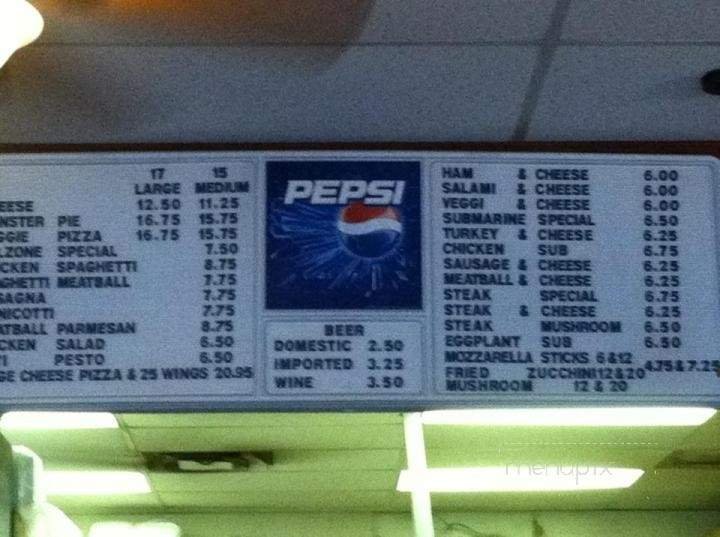 17 15
LARGE MEDIUM
EESE 12.50 11.25
NSTER PIE 16.75 15.75
GGIE PIZZA 16.75 15.75
LZONE SPECIAL 7.50
CKEN SPAGHETTI 8.75
GHETTI MEATBALL 7.75
SAGNA 7.75
NICOTTI 7.75
ATBALL PARMESAN 8.75
CKEN SALAD 6.50
TI PESTO 6.50
GE CHEESE PIZZA & 25 WINGS 20.95
PEPSI
BEER
DOMESTIC 2.50
IMPORTED 3.25
WINE 3.50
HAM & CHEESE 6.00
SALAMI & CHEESE 6.00
VEGGI & CHEESE 6.00
SUBMARINE SPECIAL 6.50
TURKEY & CHEESE 6.25
CHICKEN SUB 6.75
SAUSAGE & CHEESE 6.25
MEATBALL & CHEESE 6.25
STEAK SPECIAL 6.75
STEAK & CHEESE 6.25
STEAK MUSHROOM 6.50
EGGPLANT SUB 6.50
MOZZARELLA STICKS 6 &12
FRIED ZUCCHINI 12 & 20 4.75 & 7.25
MUSHROOM 12 & 20
menupix